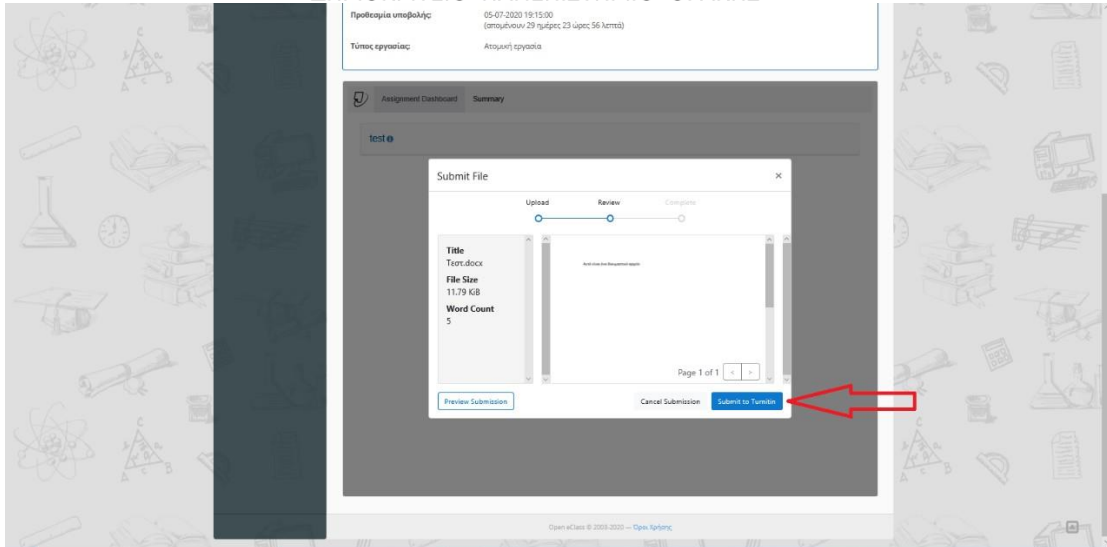 Προθεσμία υποβολής: 05-07-2020 19:15:00
(απομένουν 29 ημέρες 23 ώρες 56 λεπτά)
Τύπος εργασίας: Ατομική εργασία
Assignment Dashboard Summary
test
Submit File ×
Upload Review Complete
Title
Τεστ.docx
File Size
11.79 KiB
Word Count
5
Page 1 of 1 < >
Preview Submission Cancel Submission Submit to Turnitin
Open eClass © 2003-2020 — Όροι Χρήσης